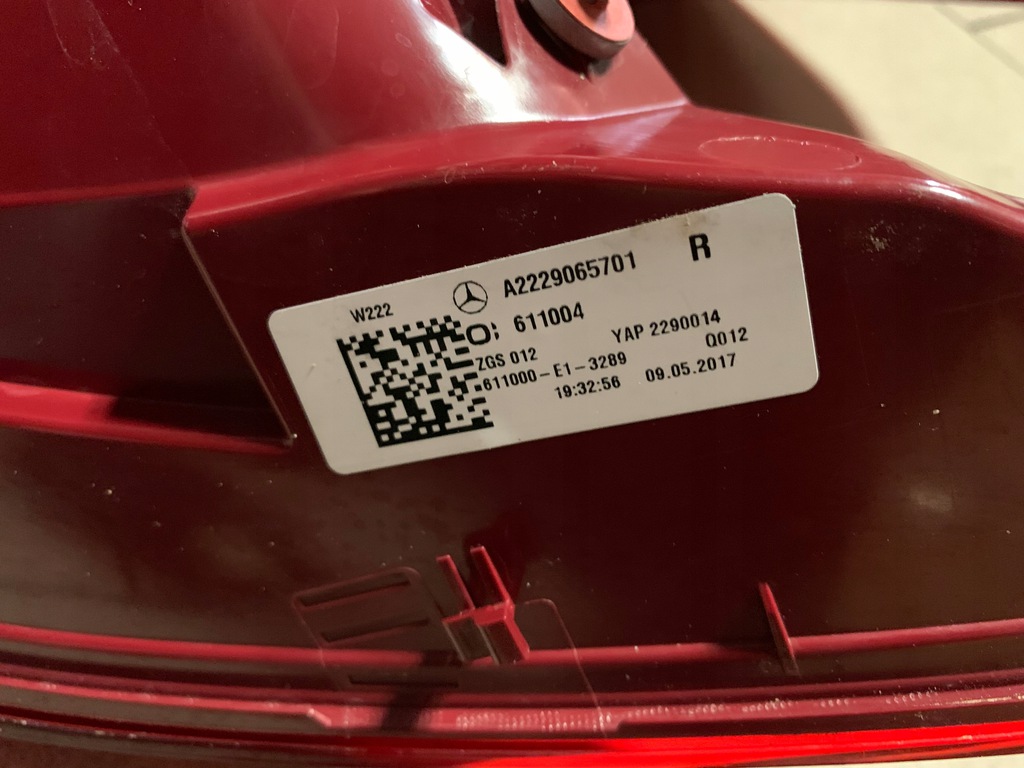 W222 A2229065701 R
611004
ZGS 012 YAP 2290014
611000-E1-3289 Q012
19:32:56 09.05.2017